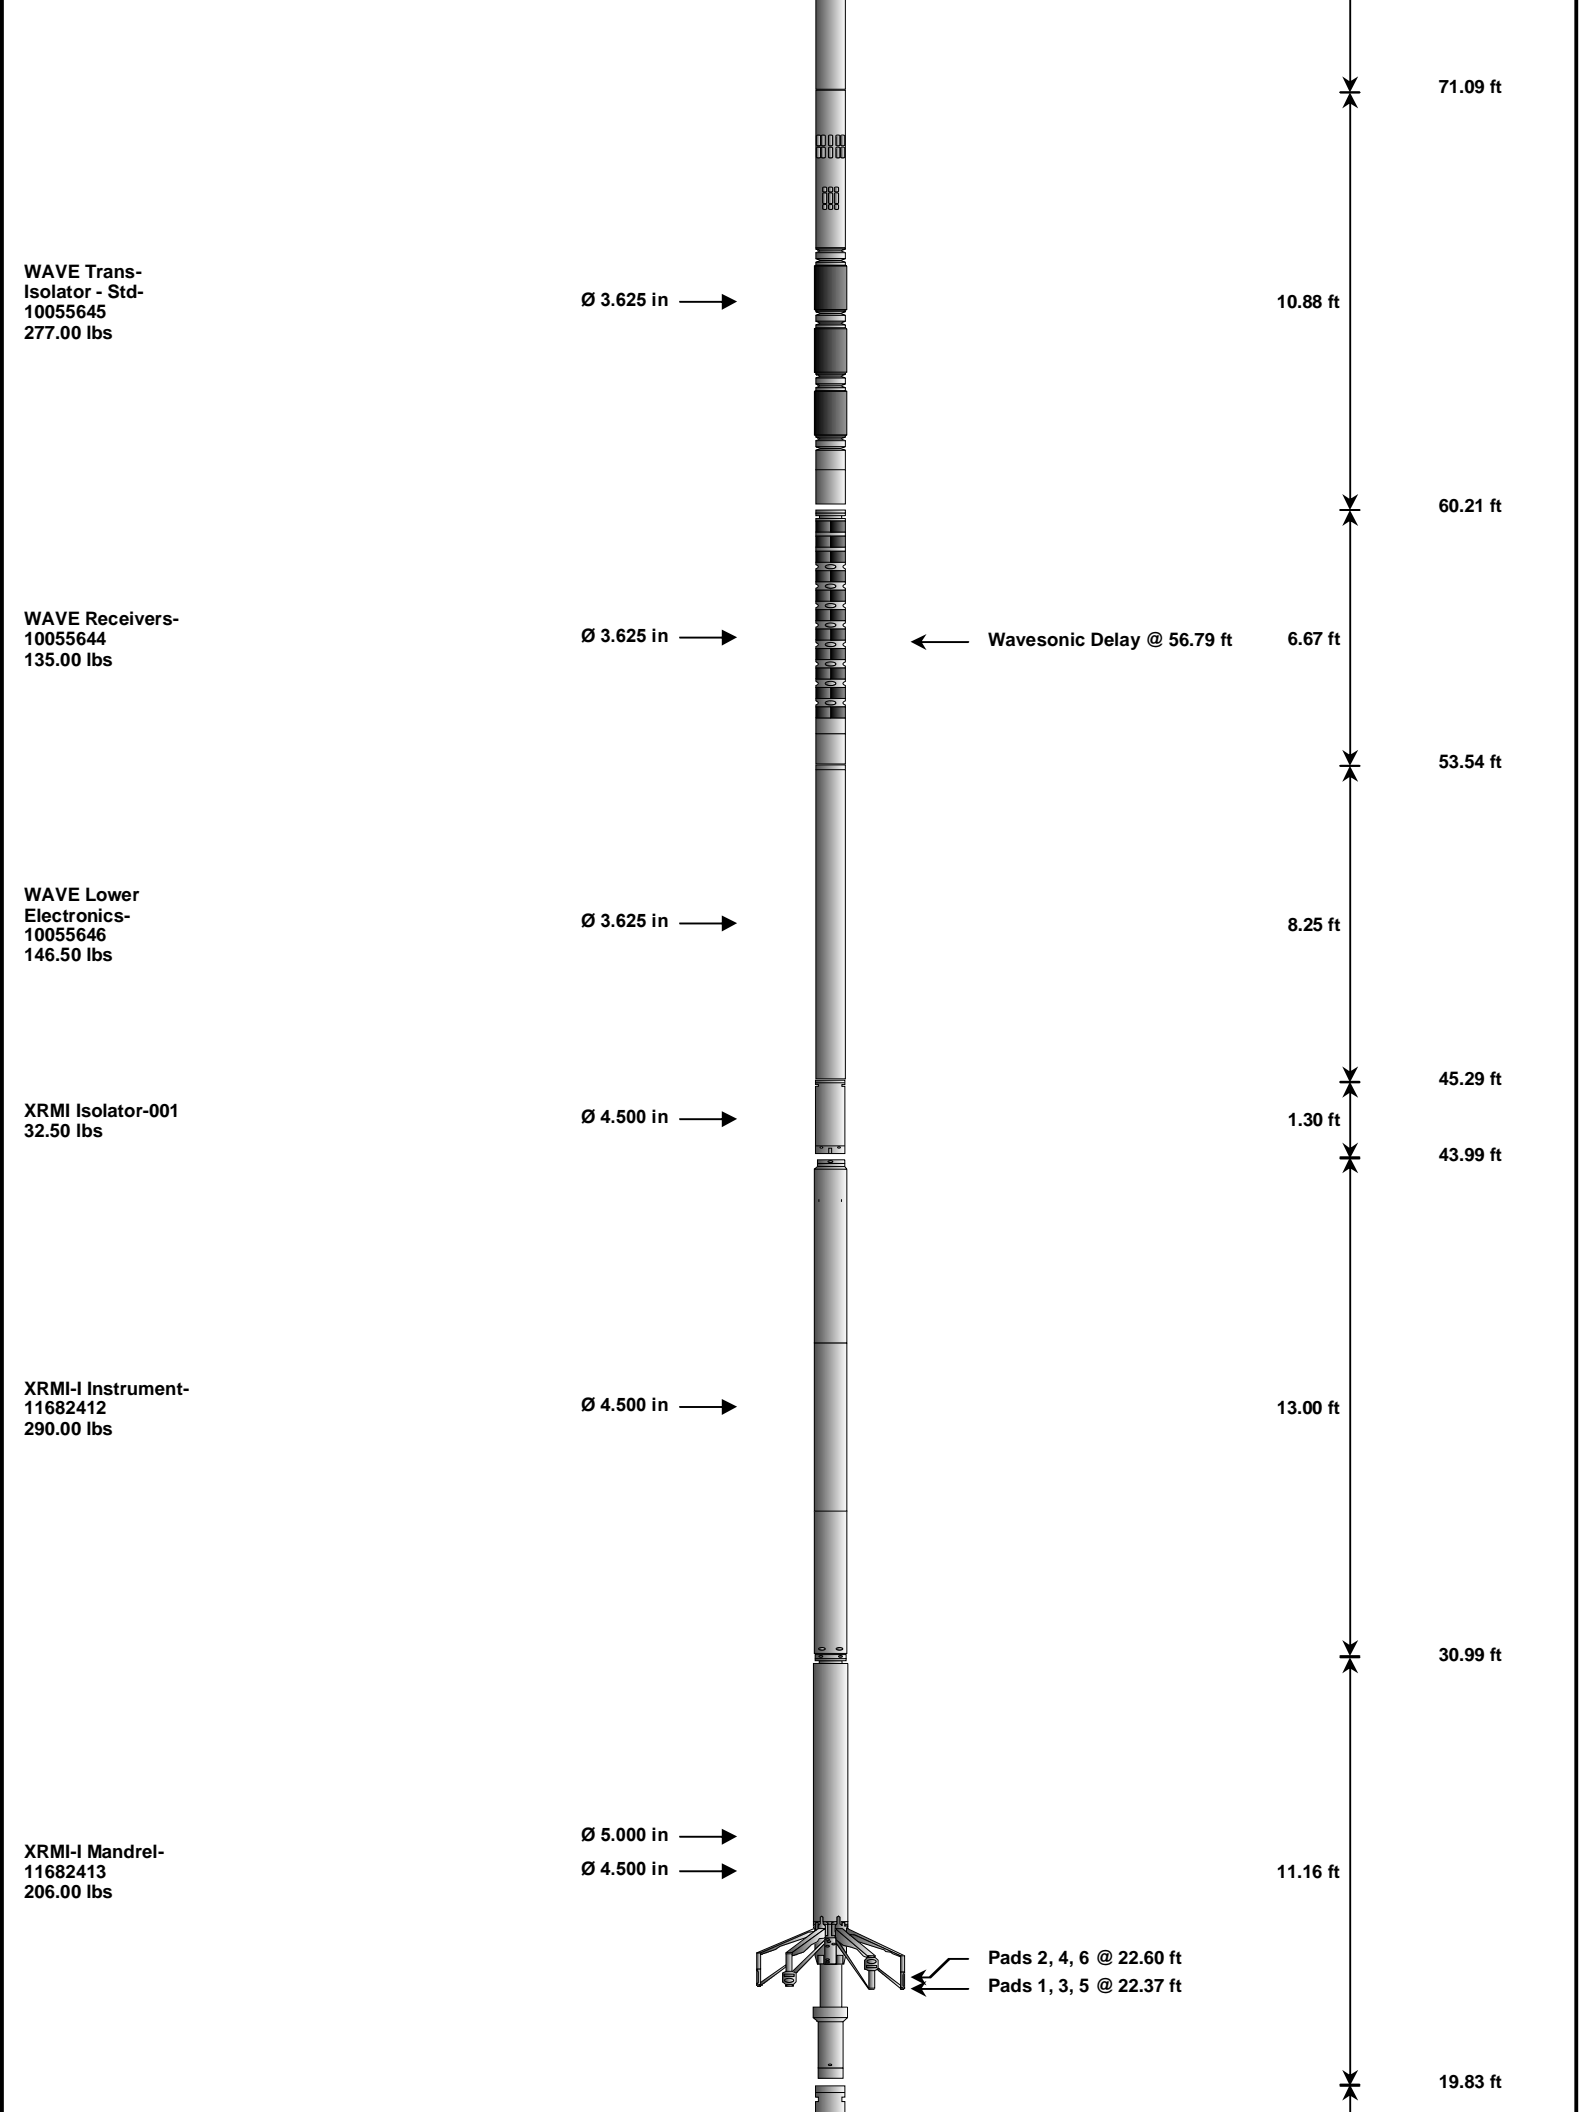 71.09 ft
WAVE Trans-
Isolator - Std-
10055645
277.00 lbs
Ø 3.625 in
10.88 ft
60.21 ft
WAVE Receivers-
10055644
135.00 lbs
Ø 3.625 in
Wavesonic Delay @ 56.79 ft
6.67 ft
53.54 ft
WAVE Lower
Electronics-
10055646
146.50 lbs
Ø 3.625 in
8.25 ft
45.29 ft
XRMI Isolator-001
32.50 lbs
Ø 4.500 in
1.30 ft
43.99 ft
XRMI-I Instrument-
11682412
290.00 lbs
Ø 4.500 in
13.00 ft
30.99 ft
XRMI-I Mandrel-
11682413
206.00 lbs
Ø 5.000 in
Ø 4.500 in
11.16 ft
Pads 2, 4, 6 @ 22.60 ft
Pads 1, 3, 5 @ 22.37 ft
19.83 ft